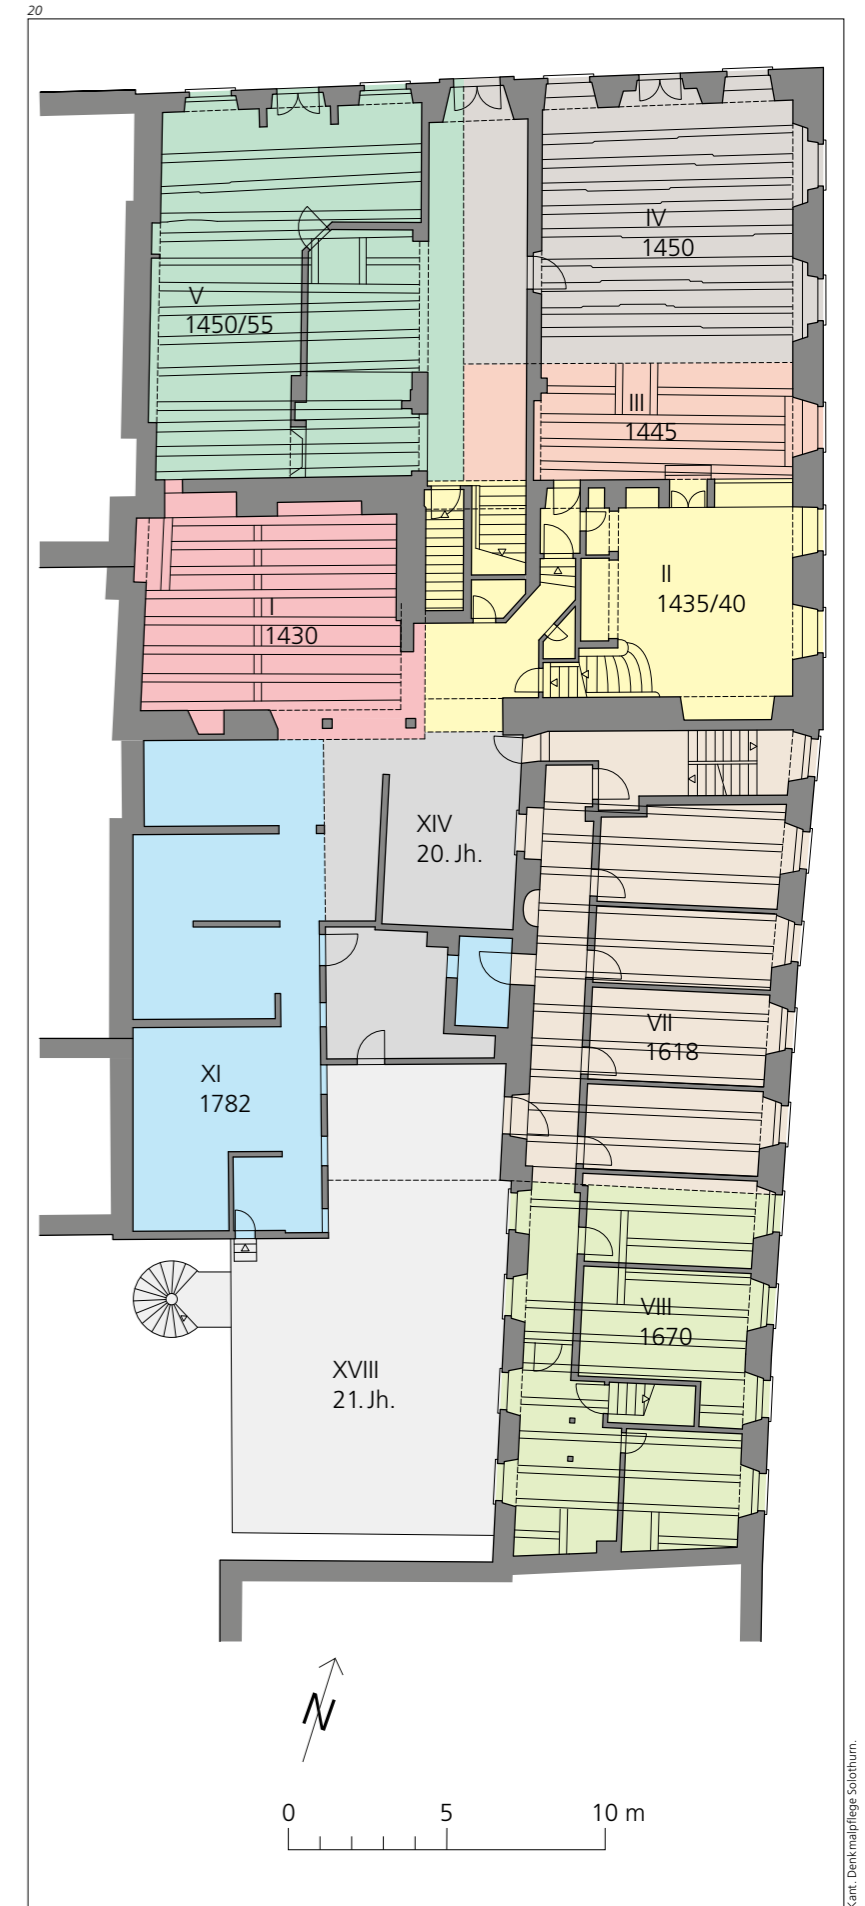 20
IV
1450
V
1450/55
III
1445
II
1435/40
I
1430
XIV
20. Jh.
VII
1618
XI
1782
VIII
1670
XVIII
21. Jh.
N
0 5 10 m
Kant. Denkmalpflege Solothurn.